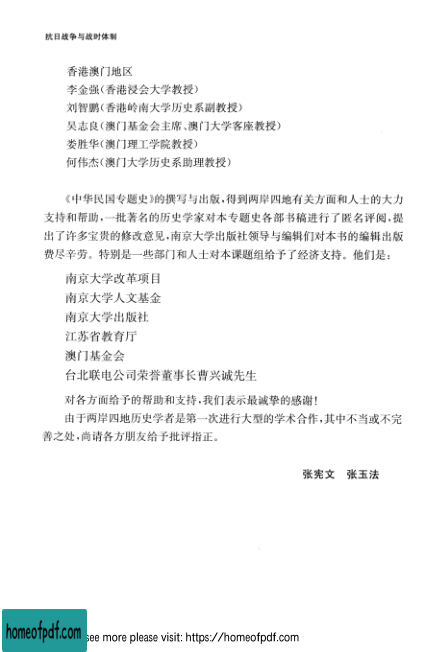 抗日战争与战时体制
香港澳门地区
李金强(香港浸会大学教授)
刘智鹏(香港岭南大学历史系副教授)
吴志良(澳门基金会主席、澳门大学客座教授)
娄胜华(澳门理工学院教授)
何伟杰(澳门大学历史系助理教授)
《中华民国专题史》的撰写与出版,得到两岸四地有关方面和人士的大力
支持和帮助,一批著名的历史学家对本专题史各部书稿进行了匿名评阅,提
出了许多宝贵的修改意见,南京大学出版社领导与编辑们对本书的编辑出版
费尽辛劳。特别是一些部门和人士对本课题组给予了经济支持。他们是:
南京大学改革项目
南京大学人文基金
南京大学出版社
江苏省教育厅
澳门基金会
台北联电公司荣誉董事长曹兴诚先生
对各方面给予的帮助和支持,我们表示最诚挚的感谢!
由于两岸四地历史学者是第一次进行大型的学术合作,其中不当或不完
善之处,尚请各方朋友给予批评指正。
张宪文 张玉法
homeofpdf.com
see more please visit: https://homeofpdf.com